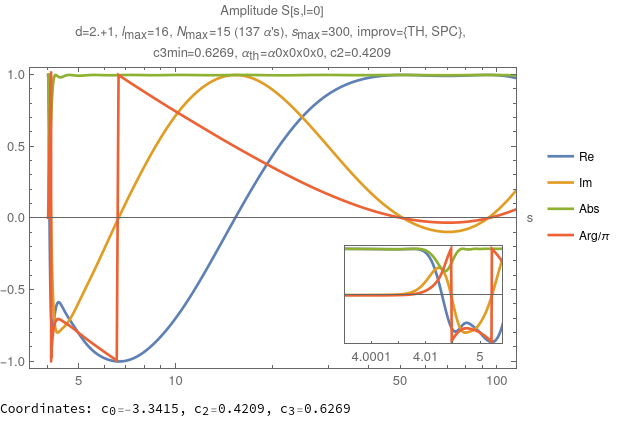 Amplitude S[s,l=0]
d=2.+1, lmax=16, Nmax=15 (137 α's), smax=300, improv={TH, SPC},
c3min=0.6269, αth=α0x0x0x0, c2=0.4209
1.0
0.5
0.0
-0.5
-1.0
5
10
50
100
s
Re
Im
Abs
Arg/π
4.0001
4.01
5
Coordinates: c0=-3.3415, c2=0.4209, c3=0.6269